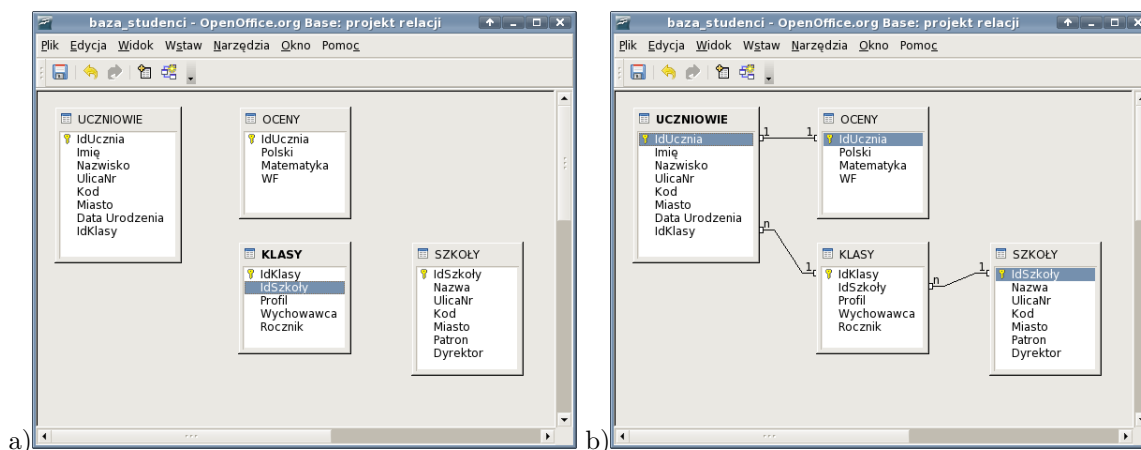 baza_studenci - OpenOffice.org Base: projekt relacji
Plik Edycja Widok Wstaw Narzędzia Okno Pomoc
UCZNIOWIE
IdUcznia
Imię
Nazwisko
UlicaNr
Kod
Miasto
Data Urodzenia
IdKlasy
OCENY
IdUcznia
Polski
Matematyka
WF
KLASY
IdKlasy
IdSzkoły
Profil
Wychowawca
Rocznik
SZKOŁY
IdSzkoły
Nazwa
UlicaNr
Kod
Miasto
Patron
Dyrektor
a)
baza_studenci - OpenOffice.org Base: projekt relacji
Plik Edycja Widok Wstaw Narzędzia Okno Pomoc
UCZNIOWIE
IdUcznia
Imię
Nazwisko
UlicaNr
Kod
Miasto
Data Urodzenia
IdKlasy
1 1
OCENY
IdUcznia
Polski
Matematyka
WF
n 1
KLASY
IdKlasy
IdSzkoły
Profil
Wychowawca
Rocznik
n 1
SZKOŁY
IdSzkoły
Nazwa
UlicaNr
Kod
Miasto
Patron
Dyrektor
b)